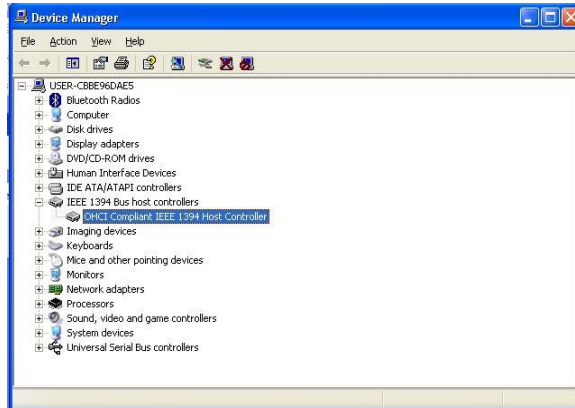 Device Manager
File Action View Help
USER-CBBE96DAE5
Bluetooth Radios
Computer
Disk drives
Display adapters
DVD/CD-ROM drives
Human Interface Devices
IDE ATA/ATAPI controllers
IEEE 1394 Bus host controllers
OHCI Compliant IEEE 1394 Host Controller
Imaging devices
Keyboards
Mice and other pointing devices
Monitors
Network adapters
Processors
Sound, video and game controllers
System devices
Universal Serial Bus controllers